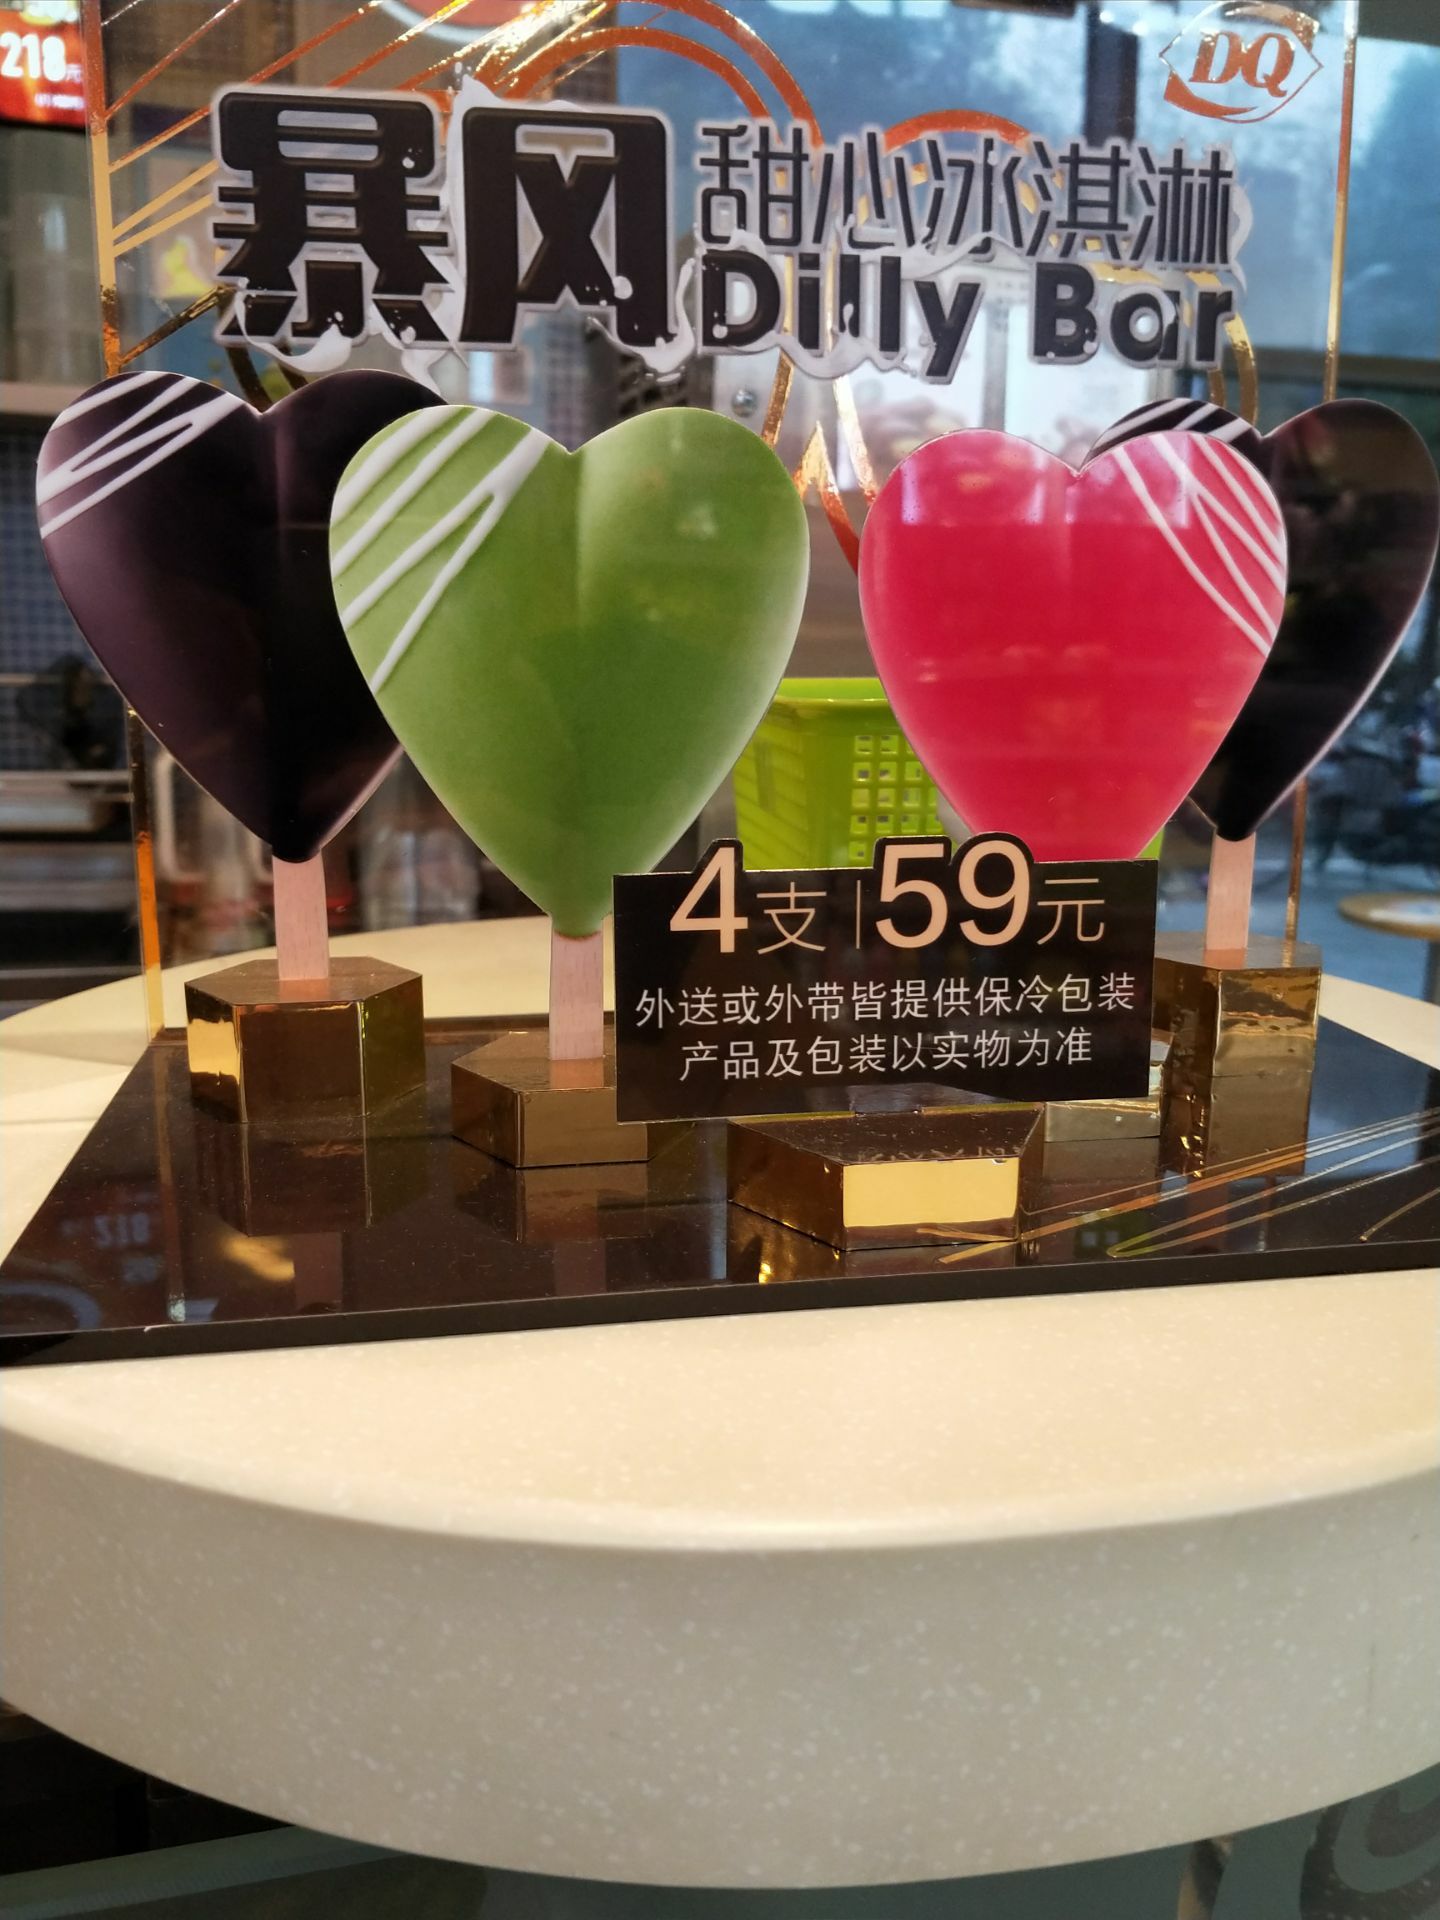 218元
DQ
暴风 甜心冰淇淋
Dilly Bar
4支|59元
外送或外带皆提供保冷包装
产品及包装以实物为准